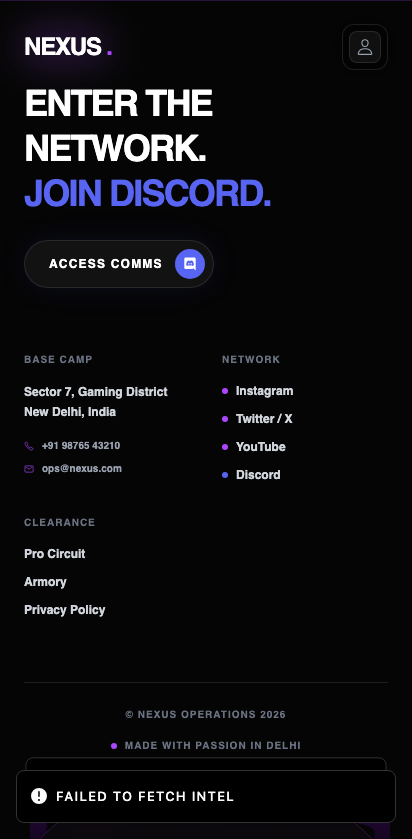 NEXUS .
ENTER THE
NETWORK.
JOIN DISCORD.
ACCESS COMMS
BASE CAMP
Sector 7, Gaming District
New Delhi, India
+91 98765 43210
ops@nexus.com
NETWORK
Instagram
Twitter / X
YouTube
Discord
CLEARANCE
Pro Circuit
Armory
Privacy Policy
© NEXUS OPERATIONS 2026
MADE WITH PASSION IN DELHI
FAILED TO FETCH INTEL